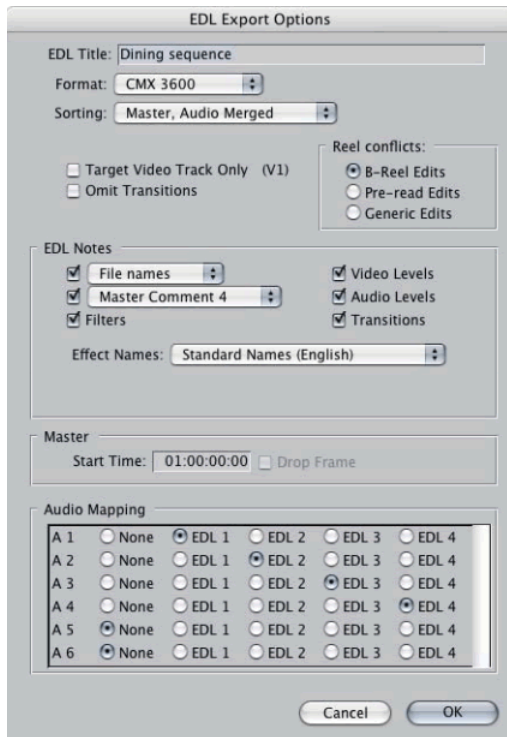 EDL Export Options
EDL Title: Dining sequence
Format: CMX 3600
Sorting: Master, Audio Merged
Target Video Track Only (V1)
Omit Transitions
Reel conflicts:
B-Reel Edits
Pre-read Edits
Generic Edits
EDL Notes
File names
Master Comment 4
Filters
Video Levels
Audio Levels
Transitions
Effect Names: Standard Names (English)
Master
Start Time: 01:00:00:00 Drop Frame
Audio Mapping
A 1 None EDL 1 EDL 2 EDL 3 EDL 4
A 2 None EDL 1 EDL 2 EDL 3 EDL 4
A 3 None EDL 1 EDL 2 EDL 3 EDL 4
A 4 None EDL 1 EDL 2 EDL 3 EDL 4
A 5 None EDL 1 EDL 2 EDL 3 EDL 4
A 6 None EDL 1 EDL 2 EDL 3 EDL 4
Cancel OK